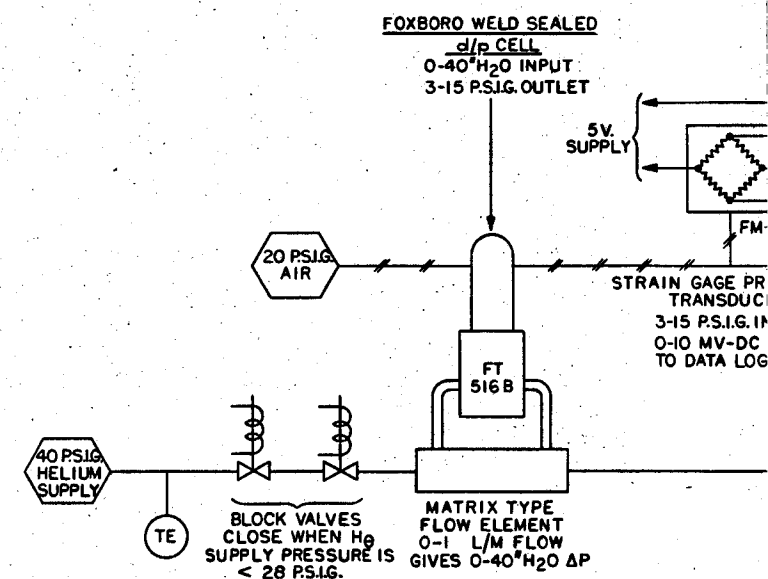 FOXBORO WELD SEALED
d/p CELL
0-40"H2O INPUT
3-15 P.S.I.G. OUTLET
5V.
SUPPLY
20 P.S.I.G.
AIR
FM-
STRAIN GAGE PR
TRANSDUC
3-15 P.S.I.G. IN
0-10 MV-DC
TO DATA LOG
FT
516 B
40 P.S.I.G.
HELIUM
SUPPLY
TE
BLOCK VALVES
CLOSE WHEN He
SUPPLY PRESSURE IS
< 28 P.S.I.G.
MATRIX TYPE
FLOW ELEMENT
0-1 L/M FLOW
GIVES 0-40"H2O ΔP